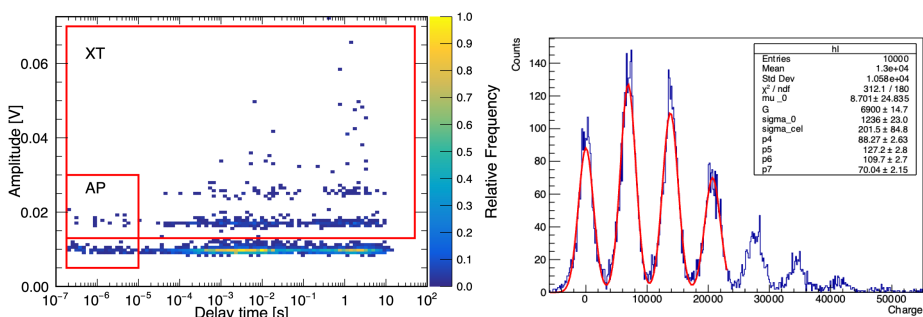 XT
AP
0.06
0.04
0.02
0.00
Amplitude [V]
10−7 10−6 10−5 10−4 10−3 10−2 10−1 1 10 102
Delay time [s]
1.0
0.9
0.8
0.7
0.6
0.5
0.4
0.3
0.2
0.1
0.0
Relative Frequency
Counts
140
120
100
80
60
40
20
0
0 10000 20000 30000 40000 50000
Charge
hl
Entries 10000
Mean 1.3e+04
Std Dev 1.058e+04
χ2 / ndf 312.1 / 180
mu _0 8.701± 24.835
G 6900 ± 14.7
sigma_0 1236 ± 23.0
sigma_cel 201.5 ± 84.8
p4 88.27 ± 2.63
p5 127.2 ± 2.8
p6 109.7 ± 2.7
p7 70.04 ± 2.15